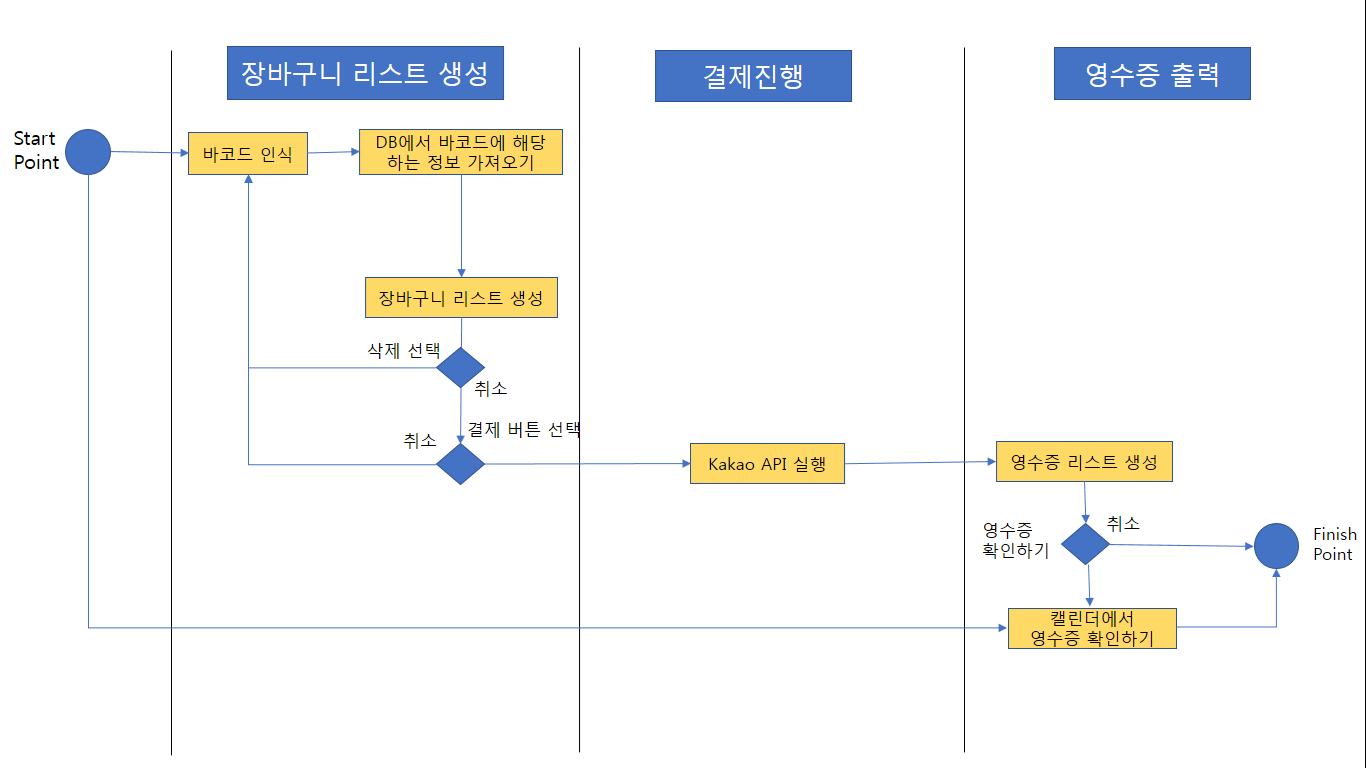 장바구니 리스트 생성
결제진행
영수증 출력
Start
Point
바코드 인식
DB에서 바코드에 해당
하는 정보 가져오기
장바구니 리스트 생성
삭제 선택
취소
결제 버튼 선택
취소
Kakao API 실행
영수증 리스트 생성
취소
영수증
확인하기
Finish
Point
캘린더에서
영수증 확인하기